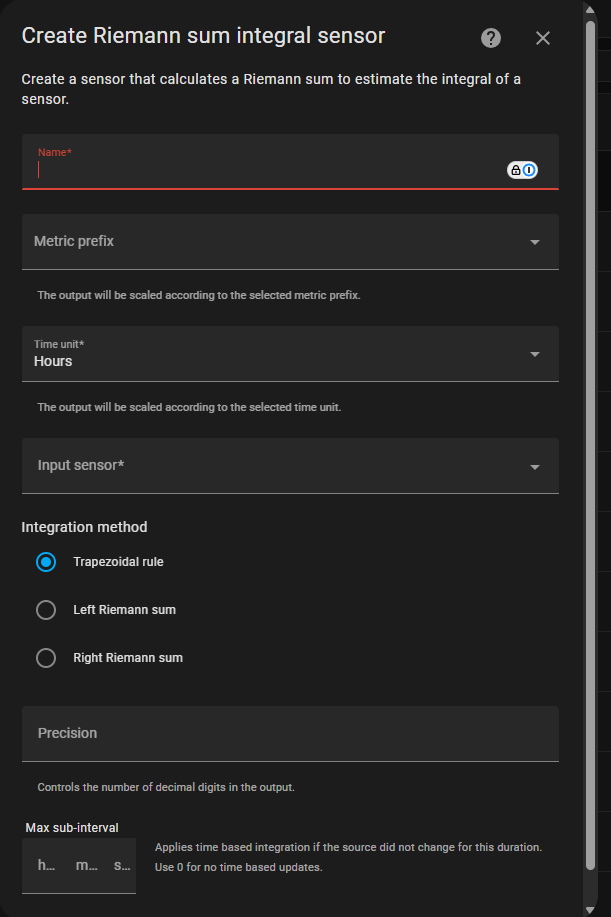 Create Riemann sum integral sensor
Create a sensor that calculates a Riemann sum to estimate the integral of a
sensor.
Name*
Metric prefix
The output will be scaled according to the selected metric prefix.
Time unit*
Hours
The output will be scaled according to the selected time unit.
Input sensor*
Integration method
Trapezoidal rule
Left Riemann sum
Right Riemann sum
Precision
Controls the number of decimal digits in the output.
Max sub-interval
h... m... s...
Applies time based integration if the source did not change for this duration.
Use 0 for no time based updates.